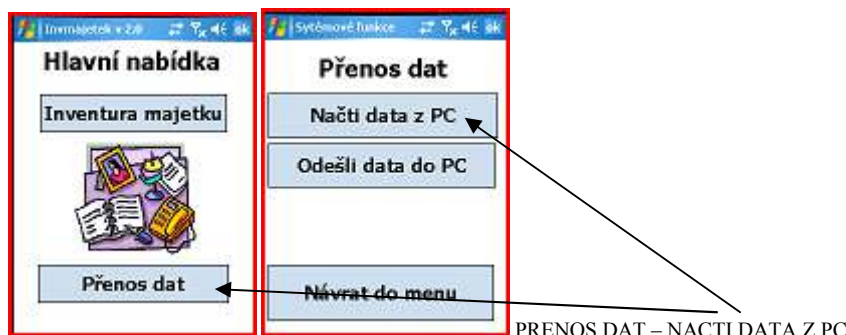 Invmajetek v.2.0 ok
Hlavní nabídka
Inventura majetku
Přenos dat
Sytémové funkce ok
Přenos dat
Načti data z PC
Odešli data do PC
Návrat do menu
PRENOS DAT – NACTI DATA Z PC